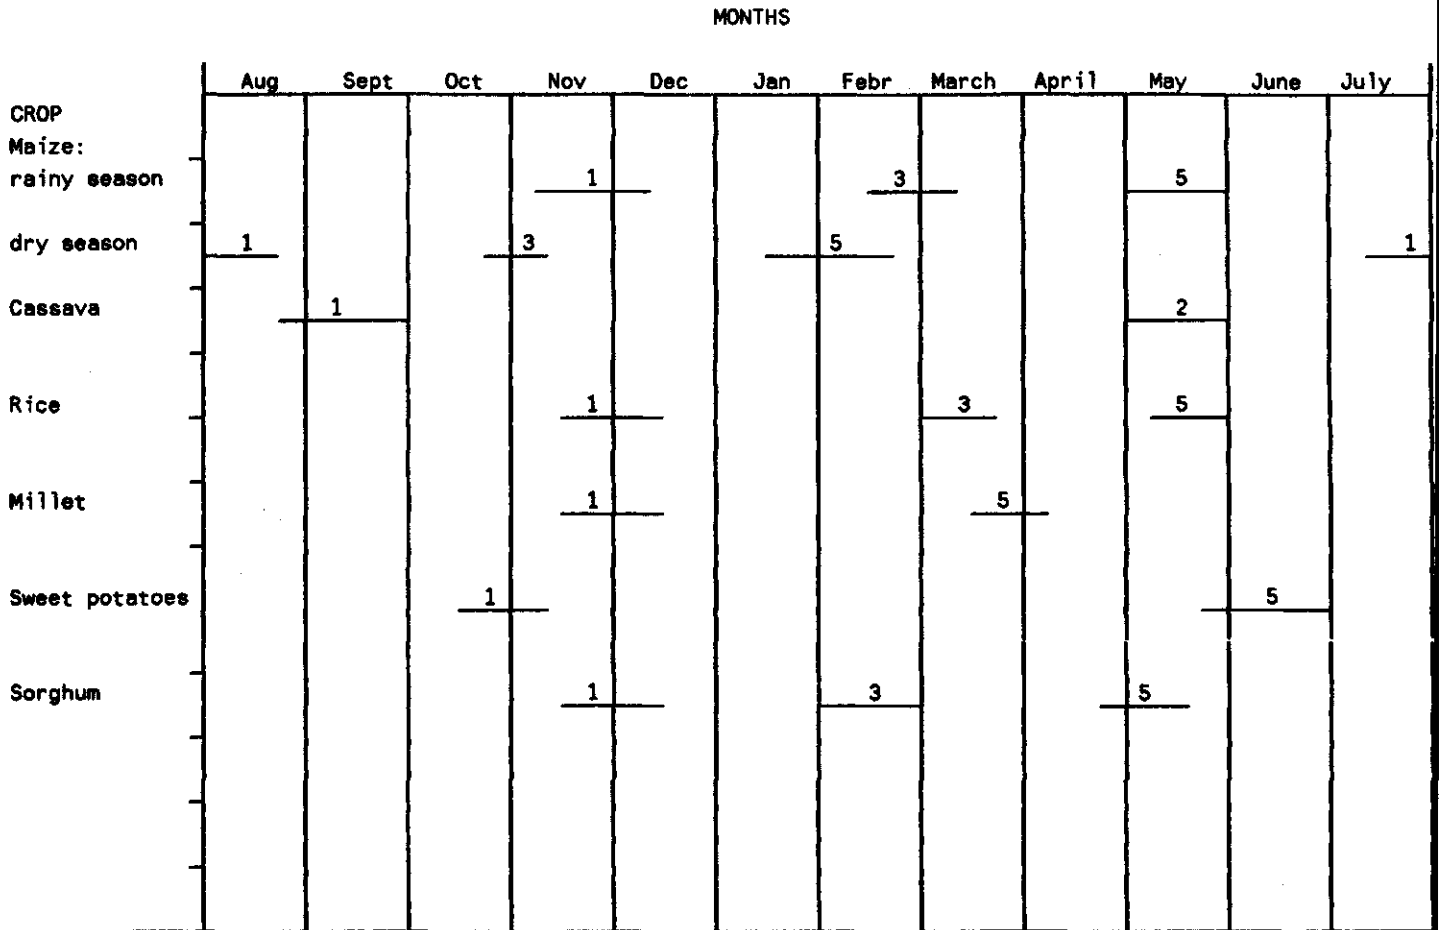 MONTHS
Aug Sept Oct Nov Dec Jan Febr March April May June July
CROP
Maize:
rainy season 1 3 5
dry season 1 3 5 1
Cassava 1 2
Rice 1 3 5
Millet 1 5
Sweet potatoes 1 5
Sorghum 1 3 5